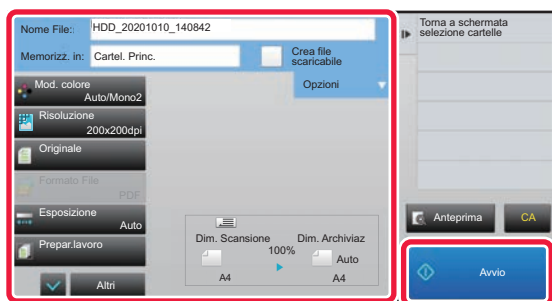 Nome File:
HDD_20201010_140842
Memorizz. in:
Cartel. Princ.
Crea file
scaricabile
Opzioni
Mod. colore
Auto/Mono2
Risoluzione
200x200dpi
Originale
Formato File
PDF
Esposizione
Auto
Prepar.lavoro
Altri
Dim. Scansione
100%
Dim. Archiviaz
Auto
A4
A4
Torna a schermata
selezione cartelle
Anteprima
CA
Avvio